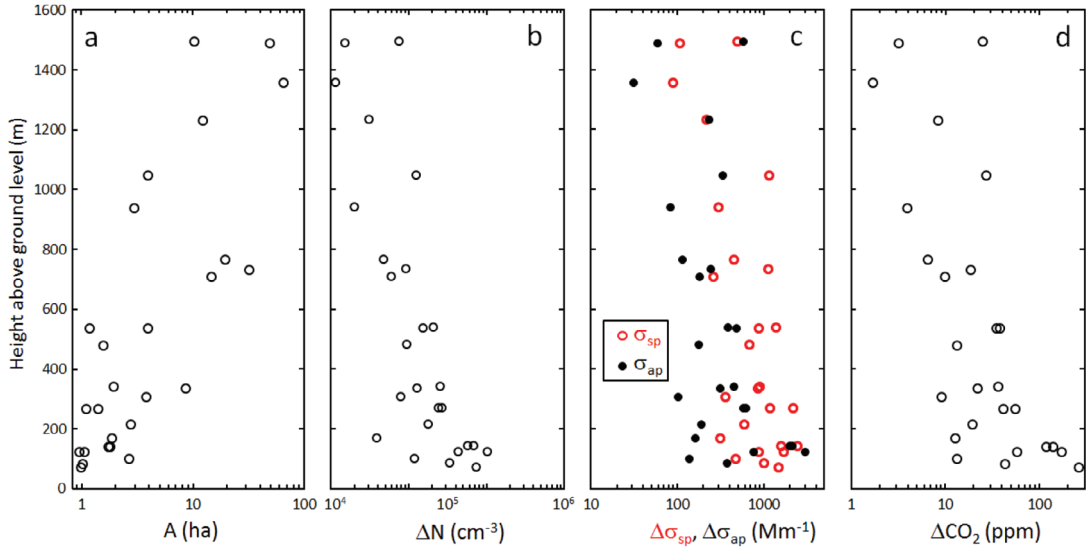 a b c d
1600
1400
1200
1000
800
600
400
200
0
Height above ground level (m)
σsp
σap
1 10 100 10⁴ 10⁵ 10⁶ 10 100 1000 1 10 100
A (ha) ΔN (cm⁻³) Δσsp, Δσap (Mm⁻¹) ΔCO₂ (ppm)